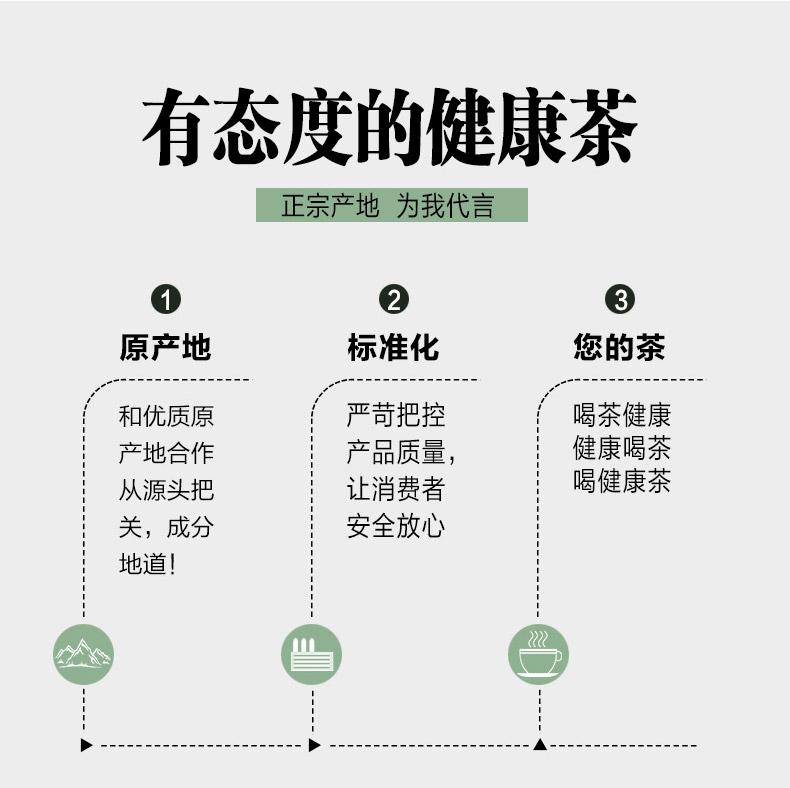 有态度的健康茶
正宗产地 为我代言
1
原产地
和优质原
产地合作
从源头把
关，成分
地道！
2
标准化
严苛把控
产品质量，
让消费者
安全放心
3
您的茶
喝茶健康
健康喝茶
喝健康茶